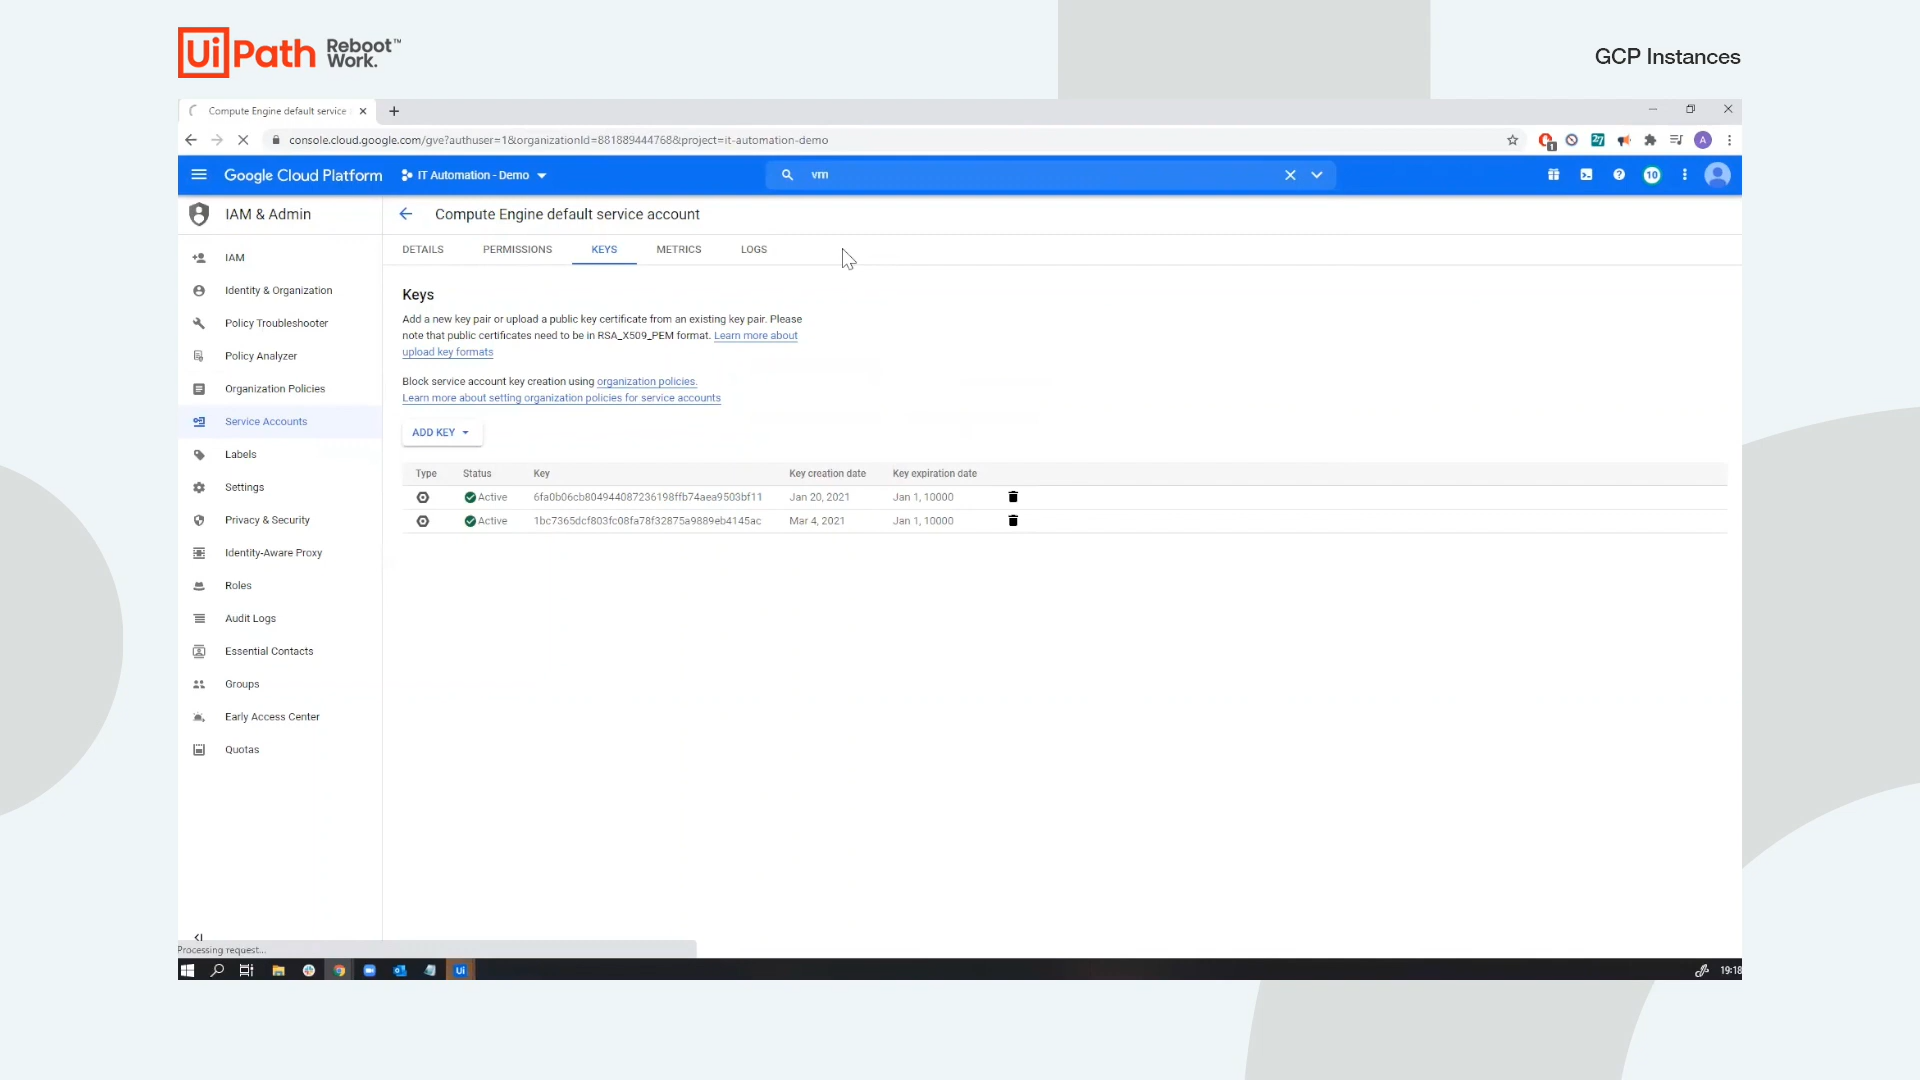 UiPath Reboot Work.™
GCP Instances
Compute Engine default service
console.cloud.google.com/gve?authuser=1&organizationId=881889444768&project=it-automation-demo
1
27
A
Google Cloud Platform
IT Automation - Demo
vm
10
IAM & Admin
Compute Engine default service account
DETAILS
PERMISSIONS
KEYS
METRICS
LOGS
IAM
Identity & Organization
Policy Troubleshooter
Policy Analyzer
Organization Policies
Service Accounts
Labels
Settings
Privacy & Security
Identity-Aware Proxy
Roles
Audit Logs
Essential Contacts
Groups
Early Access Center
Quotas
Keys
Add a new key pair or upload a public key certificate from an existing key pair. Please
note that public certificates need to be in RSA_X509_PEM format. Learn more about
upload key formats
Block service account key creation using organization policies.
Learn more about setting organization policies for service accounts
ADD KEY
Type Status Key Key creation date Key expiration date
Active 6fa0b06cb804944087236198ffb74aea9503bf11 Jan 20, 2021 Jan 1, 10000
Active 1bc7365dcf803fc08fa78f32875a9889eb4145ac Mar 4, 2021 Jan 1, 10000
Processing request...
Ui
19:18